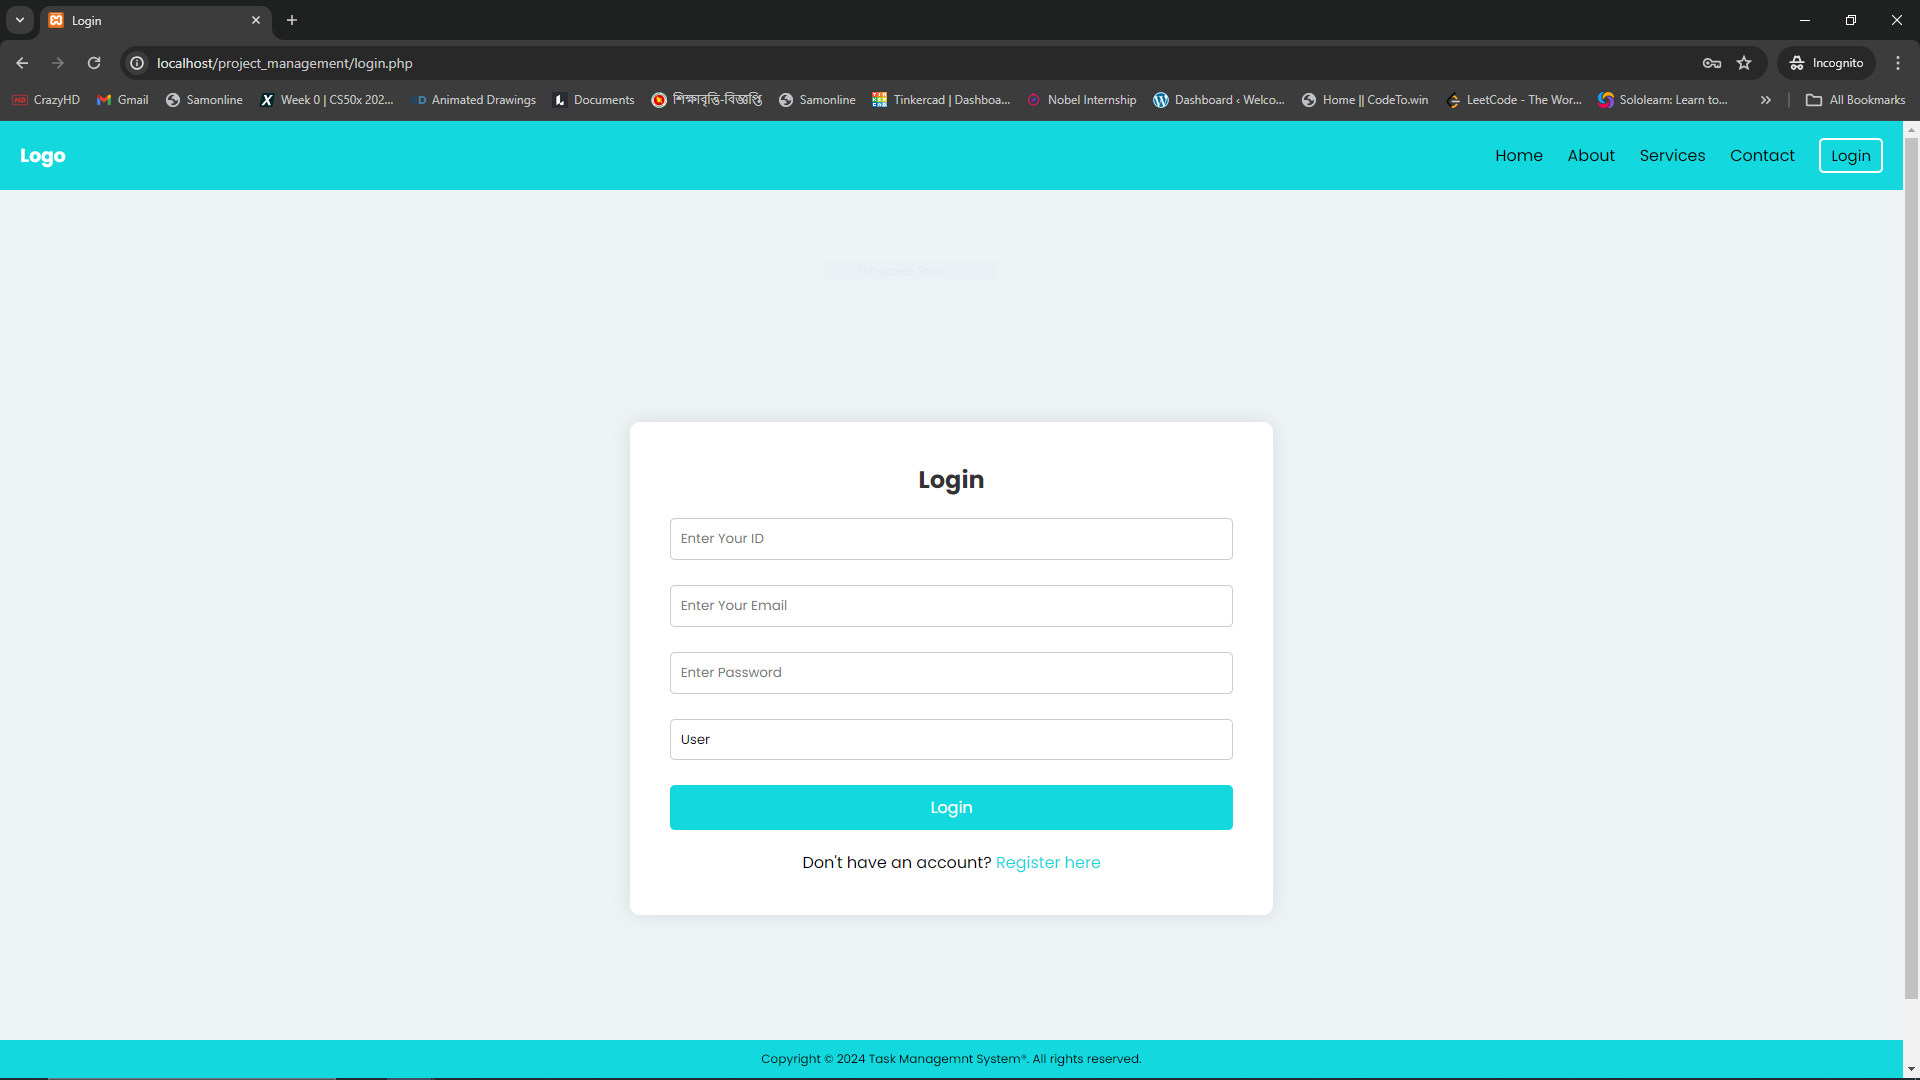 Login
localhost/project_management/login.php
Incognito
CrazyHD
Gmail
Samonline
Week 0 | CS50x 202...
Animated Drawings
Documents
শিক্ষাবৃত্তি-বিজ্ঞপ্তি
Samonline
Tinkercad | Dashboa...
Nobel Internship
Dashboard ‹ Welco...
Home || CodeTo.win
LeetCode - The Wor...
Sololearn: Learn to...
All Bookmarks
Logo
Home
About
Services
Contact
Login
Login
Enter Your ID
Enter Your Email
Enter Password
User
Login
Don't have an account? Register here
Copyright © 2024 Task Managemnt System®. All rights reserved.